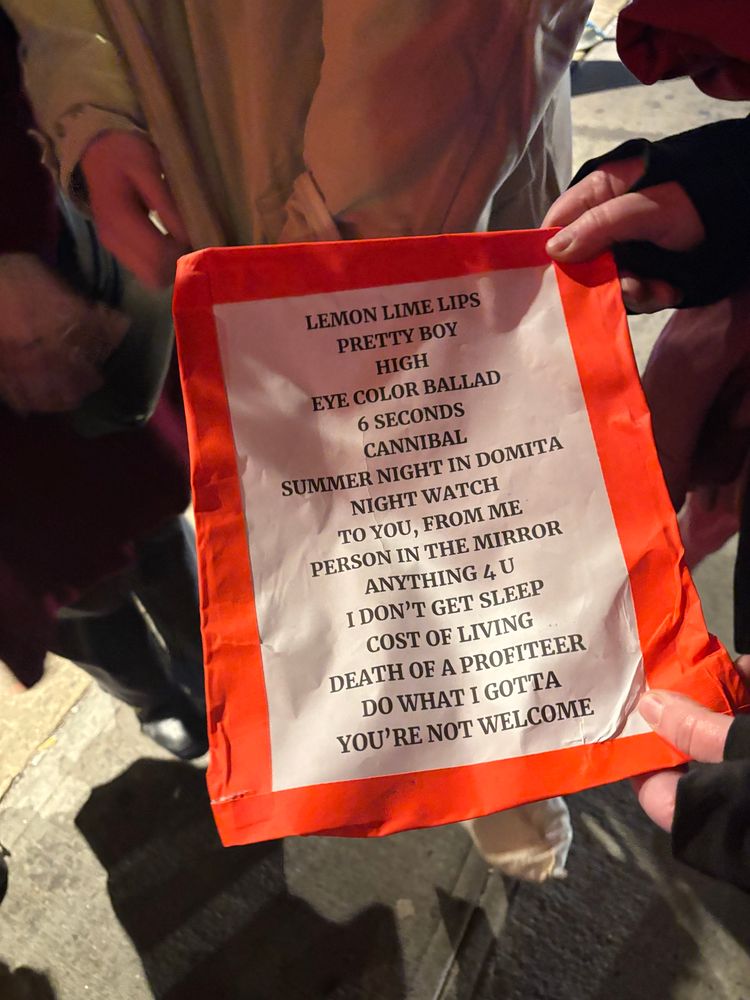 LEMON LIME LIPS
PRETTY BOY
HIGH
EYE COLOR BALLAD
6 SECONDS
CANNIBAL
SUMMER NIGHT IN DOMITA
NIGHT WATCH
TO YOU, FROM ME
PERSON IN THE MIRROR
ANYTHING 4 U
I DON'T GET SLEEP
COST OF LIVING
DEATH OF A PROFITEER
DO WHAT I GOTTA
YOU'RE NOT WELCOME